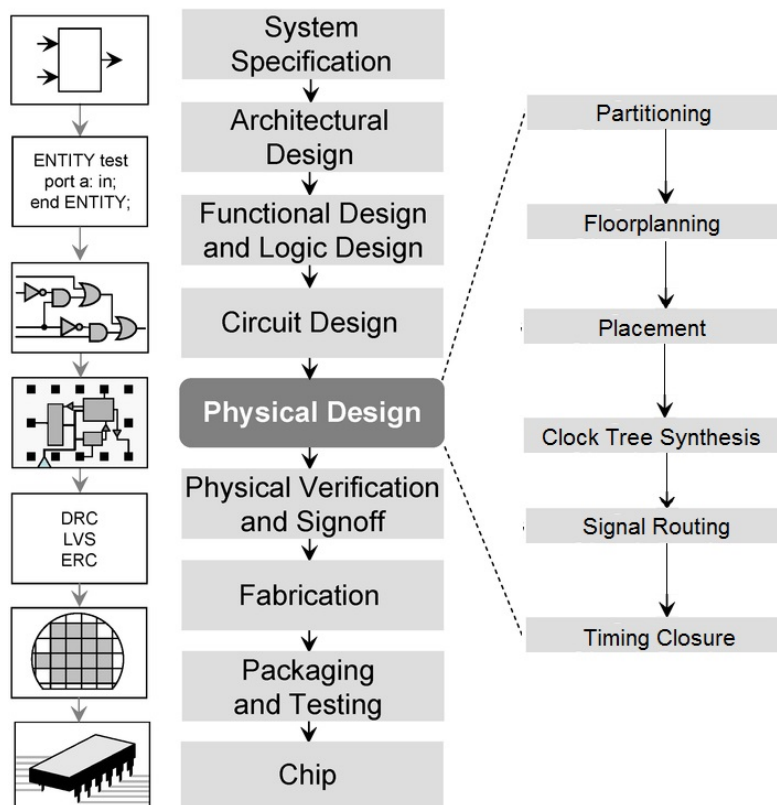 ENTITY test
port a: in;
end ENTITY;
DRC
LVS
ERC
System
Specification
Architectural
Design
Functional Design
and Logic Design
Circuit Design
Physical Design
Physical Verification
and Signoff
Fabrication
Packaging
and Testing
Chip
Partitioning
Floorplanning
Placement
Clock Tree Synthesis
Signal Routing
Timing Closure